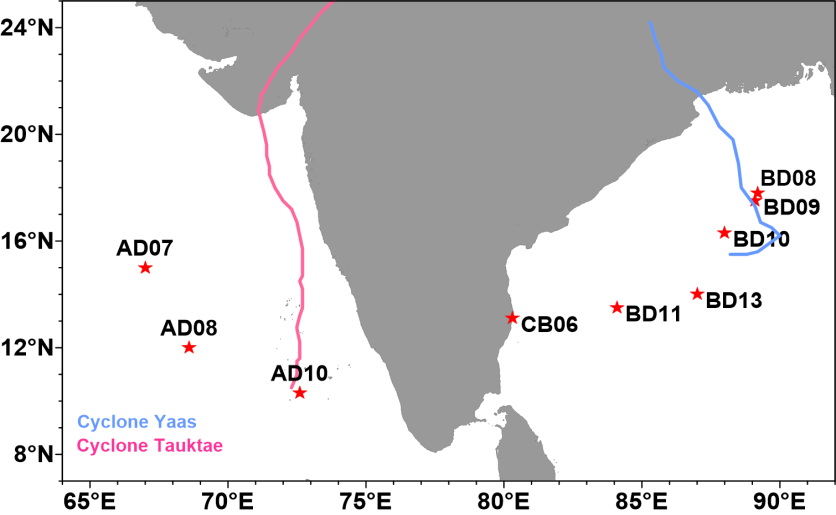 24°N
20°N
16°N
12°N
8°N
BD08
BD09
AD07
BD10
BD13
BD11
CB06
AD08
AD10
Cyclone Yaas
Cyclone Tauktae
65°E
70°E
75°E
80°E
85°E
90°E